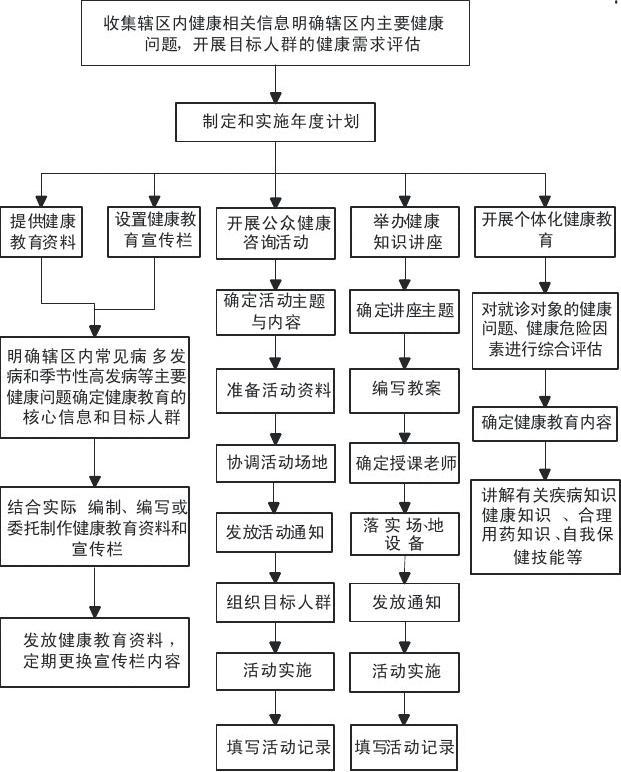 收集辖区内健康相关信息明确辖区内主要健康
问题，开展目标人群的健康需求评估
制定和实施年度计划
提供健康
教育资料
设置健康教
育宣传栏
开展公众健康
咨询活动
举办健康
知识讲座
开展个体化健康教
育
明确辖区内常见病 多发
病和季节性高发病等主要
健康问题确定健康教育的
核心信息和目标人群
结合实际 编制、编写或
委托制作健康教育资料和
宣传栏
发放健康教育资料，
定期更换宣传栏内容
确定活动主题
与内容
准备活动资料
协调活动场地
发放活动通知
组织目标人群
活动实施
填写活动记录
确定讲座主题
编写教案
确定授课老师
落实场·地
设备
发放通知
活动实施
填写活动记录
对就诊对象的健康
问题、健康危险因
素进行综合评估
确定健康教育内容
讲解有关疾病知识
健康知识 、合理
用药知识、自我保
健技能等